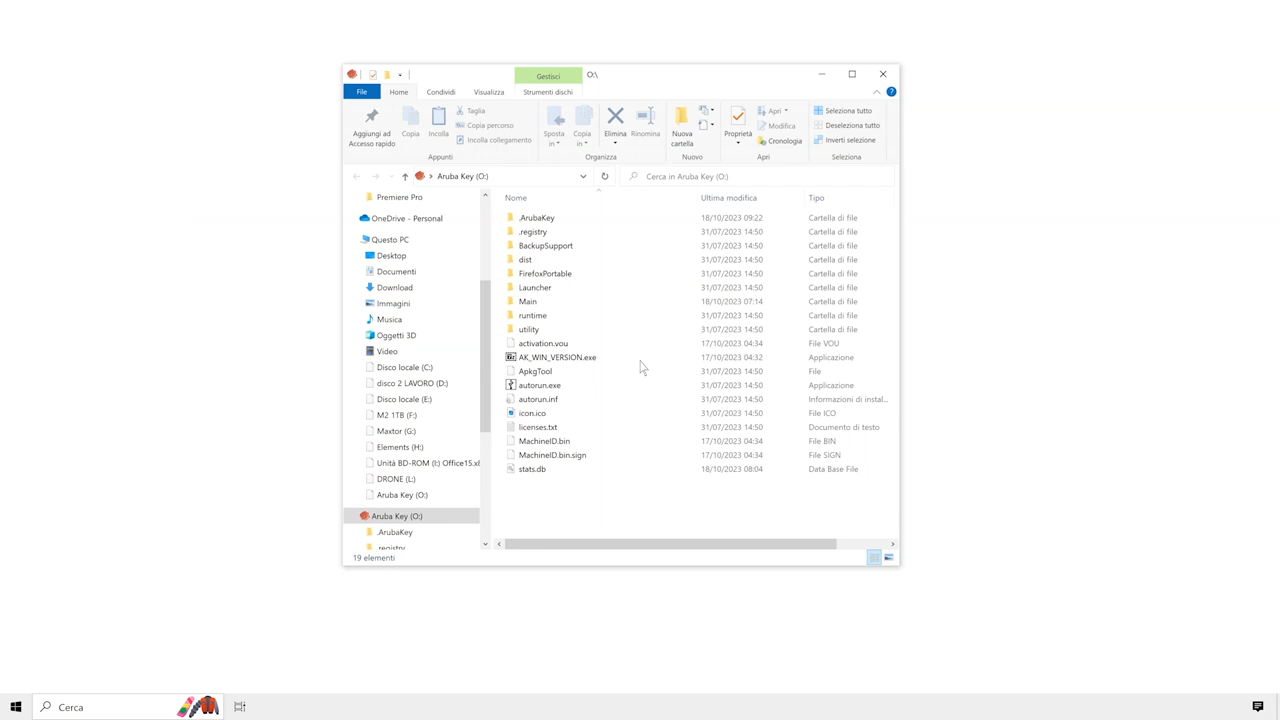 Gestisci O:\
File Home Condividi Visualizza Strumenti dischi
Aggiungi ad Accesso rapido
Copia
Incolla
Taglia
Copia percorso
Incolla collegamento
Appunti
Sposta in
Copia in
Elimina
Rinomina
Organizza
Nuova cartella
Nuovo
Proprietà
Apri
Modifica
Cronologia
Apri
Seleziona tutto
Deseleziona tutto
Inverti selezione
Seleziona
Aruba Key (O:)
Cerca in Aruba Key (O:)
Premiere Pro
OneDrive - Personal
Questo PC
Desktop
Documenti
Download
Immagini
Musica
Oggetti 3D
Video
Disco locale (C:)
disco 2 LAVORO (D:)
Disco locale (E:)
M2 1TB (F:)
Maxtor (G:)
Elements (H:)
Unità BD-ROM (I:) Office15.x
DRONE (L:)
Aruba Key (O:)
Aruba Key (O:)
.ArubaKey
.registry
Nome Ultima modifica Tipo
.ArubaKey 18/10/2023 09:22 Cartella di file
.registry 31/07/2023 14:50 Cartella di file
BackupSupport 31/07/2023 14:50 Cartella di file
dist 31/07/2023 14:50 Cartella di file
FirefoxPortable 31/07/2023 14:50 Cartella di file
Launcher 31/07/2023 14:50 Cartella di file
Main 18/10/2023 07:14 Cartella di file
runtime 31/07/2023 14:50 Cartella di file
utility 31/07/2023 14:50 Cartella di file
activation.vou 17/10/2023 04:34 File VOU
AK_WIN_VERSION.exe 17/10/2023 04:32 Applicazione
ApkgTool 31/07/2023 14:50 File
autorun.exe 31/07/2023 14:50 Applicazione
autorun.inf 31/07/2023 14:50 Informazioni di instal...
icon.ico 31/07/2023 14:50 File ICO
licenses.txt 31/07/2023 14:50 Documento di testo
MachineID.bin 17/10/2023 04:34 File BIN
MachineID.bin.sign 17/10/2023 04:34 File SIGN
stats.db 18/10/2023 08:04 Data Base File
19 elementi
Cerca